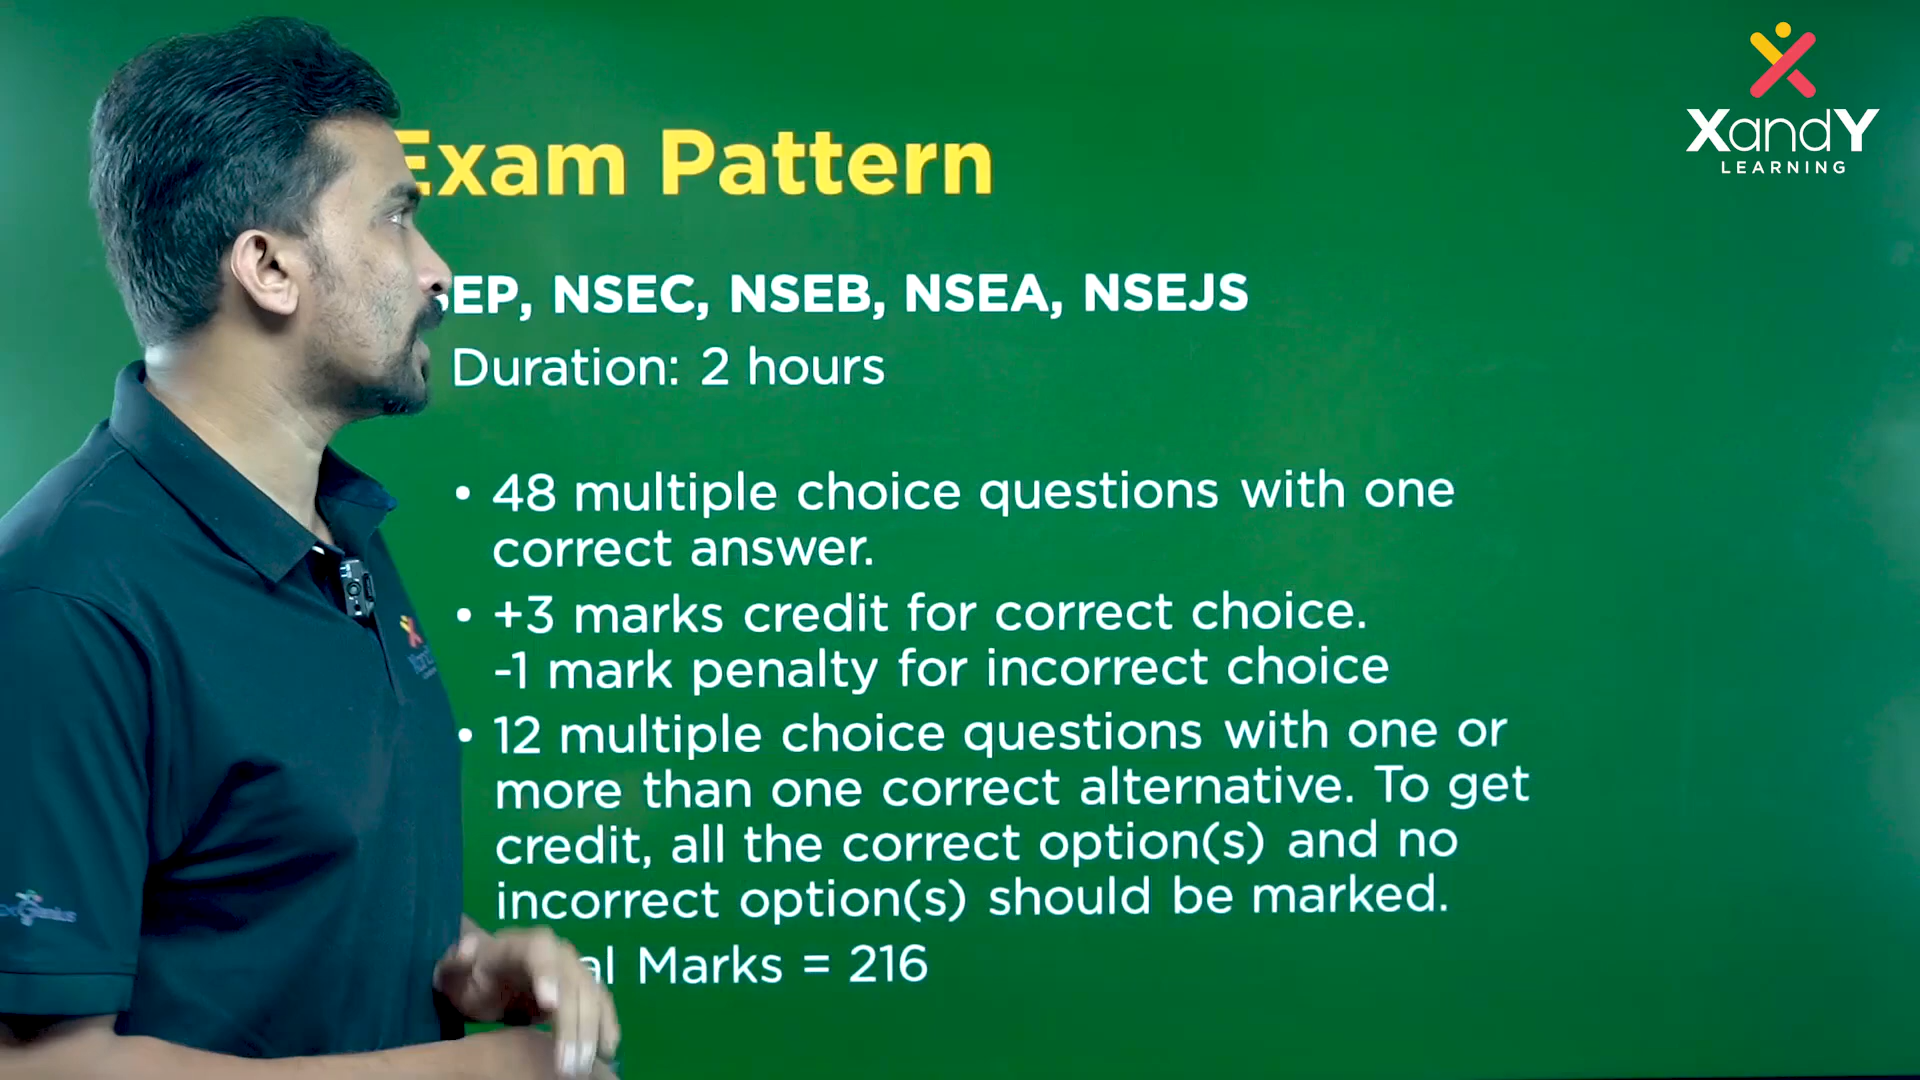 XandY
LEARNING
Exam Pattern
EP, NSEC, NSEB, NSEA, NSEJS
Duration: 2 hours
• 48 multiple choice questions with one
correct answer.
• +3 marks credit for correct choice.
-1 mark penalty for incorrect choice
• 12 multiple choice questions with one or
more than one correct alternative. To get
credit, all the correct option(s) and no
incorrect option(s) should be marked.
al Marks = 216